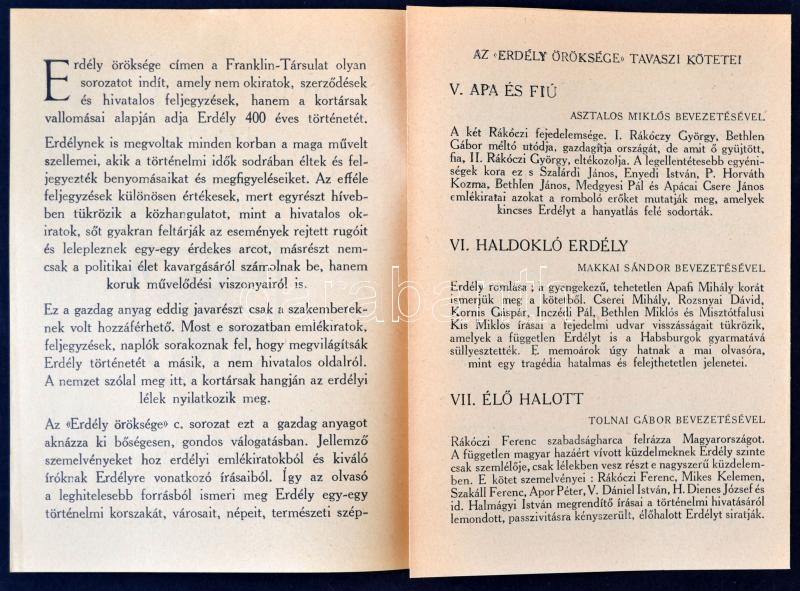 Erdély öröksége címen a Franklin-Társulat olyan
sorozatot indít, amely nem okiratok, szerződések
és hivatalos feljegyzések, hanem a kortársak
vallomásai alapján adja Erdély 400 éves történetét.
Erdélynek is megvoltak minden korban a maga művelt
szellemei, akik a történelmi idők sodrában éltek és fel-
jegyezték benyomásaikat és megfigyeléseiket. Az efféle
feljegyzések különösen értékesek, mert egyrészt híveb-
ben tükrözik a közhangulatot, mint a hivatalos ok-
iratok, sőt gyakran feltárják az események rejtett rugóit
és lelepleznek egy-egy érdekes arcot, másrészt nem-
csak a politikai élet kavargásáról számolnak be, hanem
koruk művelődési viszonyairól is.
Ez a gazdag anyag eddig javarészt csak a szakemberek-
nek volt hozzáférhető. Most e sorozatban emlékiratok,
feljegyzések, naplók sorakoznak fel, hogy megvilágítsák
Erdély történetét a másik, a nem hivatalos oldalról.
A nemzet szólal meg itt, a kortársak hangján az erdélyi
lélek nyilatkozik meg.
Az «Erdély öröksége» c. sorozat ezt a gazdag anyagot
aknázza ki bőségesen, gondos válogatásban. Jellemző
szemelvényeket hoz erdélyi emlékiratokból és kiváló
íróknak Erdélyre vonatkozó írásaiból. Így az olvasó
a leghitelesebb forrásból ismeri meg Erdély egy-egy
történelmi korszakát, városait, népeit, természeti szép-
AZ «ERDÉLY ÖRÖKSÉGE» TAVASZI KÖTETEI
V. APA ÉS FIÚ
ASZTALOS MIKLÓS BEVEZETÉSÉVEL
A két Rákóczi fejedelemsége. I. Rákóczy György, Bethlen
Gábor méltó utódja, gazdagítja országát, de amit ő gyüjtött,
fia, II. Rákóczi György, eltékozolja. A legellentétesebb egyéni-
ségek kora ez s Szalárdi János, Enyedi István, P. Horváth
Kozma, Bethlen János, Medgyesi Pál és Apácai Csere János
emlékiratai azokat a romboló erőket mutatják meg, amelyek
kincses Erdélyt a hanyatlás felé sodorták.
VI. HALDOKLÓ ERDÉLY
MAKKAI SÁNDOR BEVEZETÉSÉVEL
Erdély romlása; a gyengekezű, tehetetlen Apafi Mihály korát
ismerjük meg a kötetből. Cserei Mihály, Rozsnyai Dávid,
Kornis Gáspár, Inczédi Pál, Bethlen Miklós és Misztótfalusi
Kis Miklós írásai a fejedelmi udvar visszásságait tükrözik,
amelyek a független Erdélyt is a Habsburgok gyarmatává
süllyesztették. E memoárok úgy hatnak a mai olvasóra,
mint egy tragédia hatalmas és felejthetetlen jelenetei.
VII. ÉLŐ HALOTT
TOLNAI GÁBOR BEVEZETÉSÉVEL
Rákóczi Ferenc szabadságharca felrázza Magyarországot.
A független magyar hazáért vívott küzdelmeknek Erdély szinte
csak szemlélője, csak lélekben vesz részt e nagyszerű küzdelem-
ben. E kötet szemelvényei: Rákóczi Ferenc, Mikes Kelemen,
Szakáll Ferenc, Apor Péter, V. Dániel István, H. Dienes József és
id. Halmágyi István megrendítő írásai a történelmi hivatásáról
lemondott, passzivitásra kényszerült, élőhalott Erdélyt siratják.
darabanth